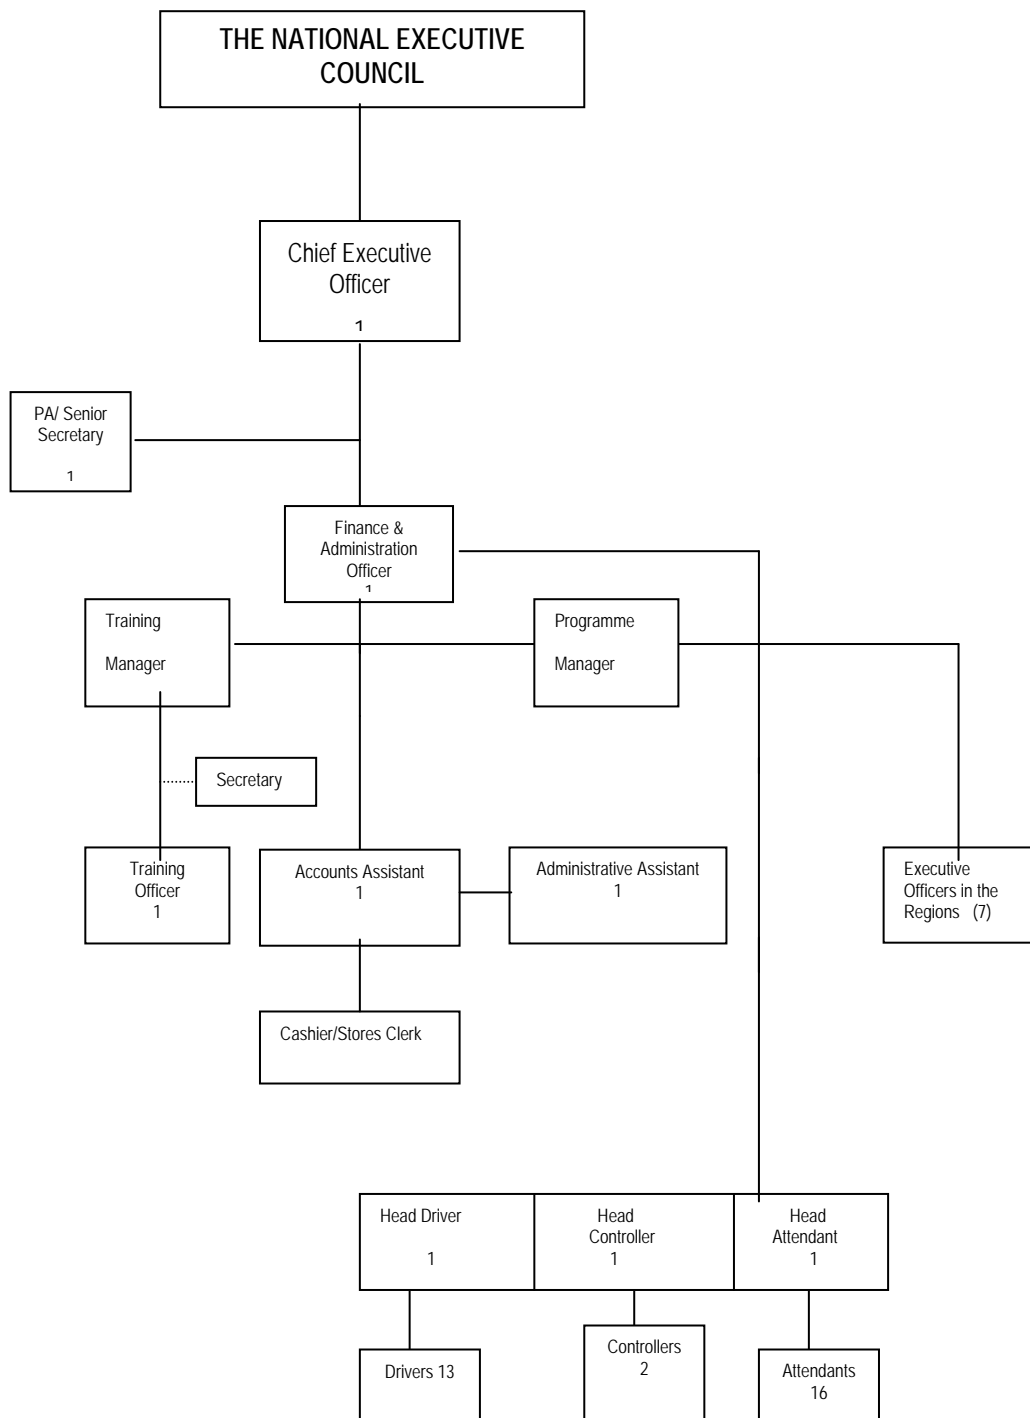 THE NATIONAL EXECUTIVE
COUNCIL
Chief Executive
Officer
1
PA/ Senior
Secretary
1
Finance &
Administration
Officer
1
Training
Manager
Programme
Manager
Secretary
Training
Officer
1
Accounts Assistant
1
Administrative Assistant
1
Executive
Officers in the
Regions (7)
Cashier/Stores Clerk
Head Driver
1
Head
Controller
1
Head
Attendant
1
Drivers 13
Controllers
2
Attendants
16